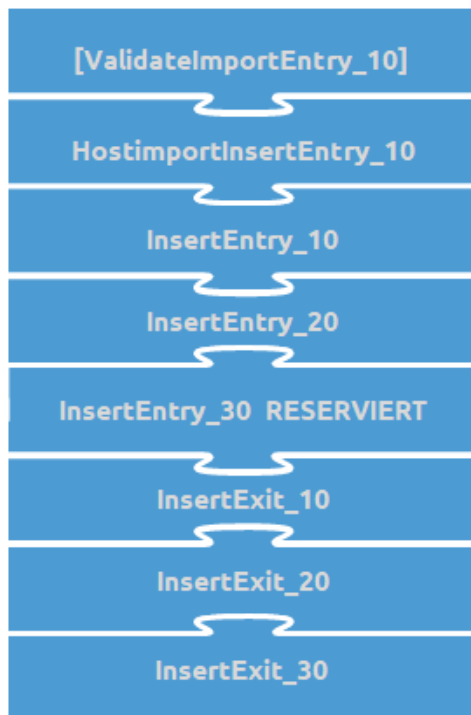 [ValidateImportEntry_10]
HostimportInsertEntry_10
InsertEntry_10
InsertEntry_20
InsertEntry_30 RESERVIERT
InsertExit_10
InsertExit_20
InsertExit_30